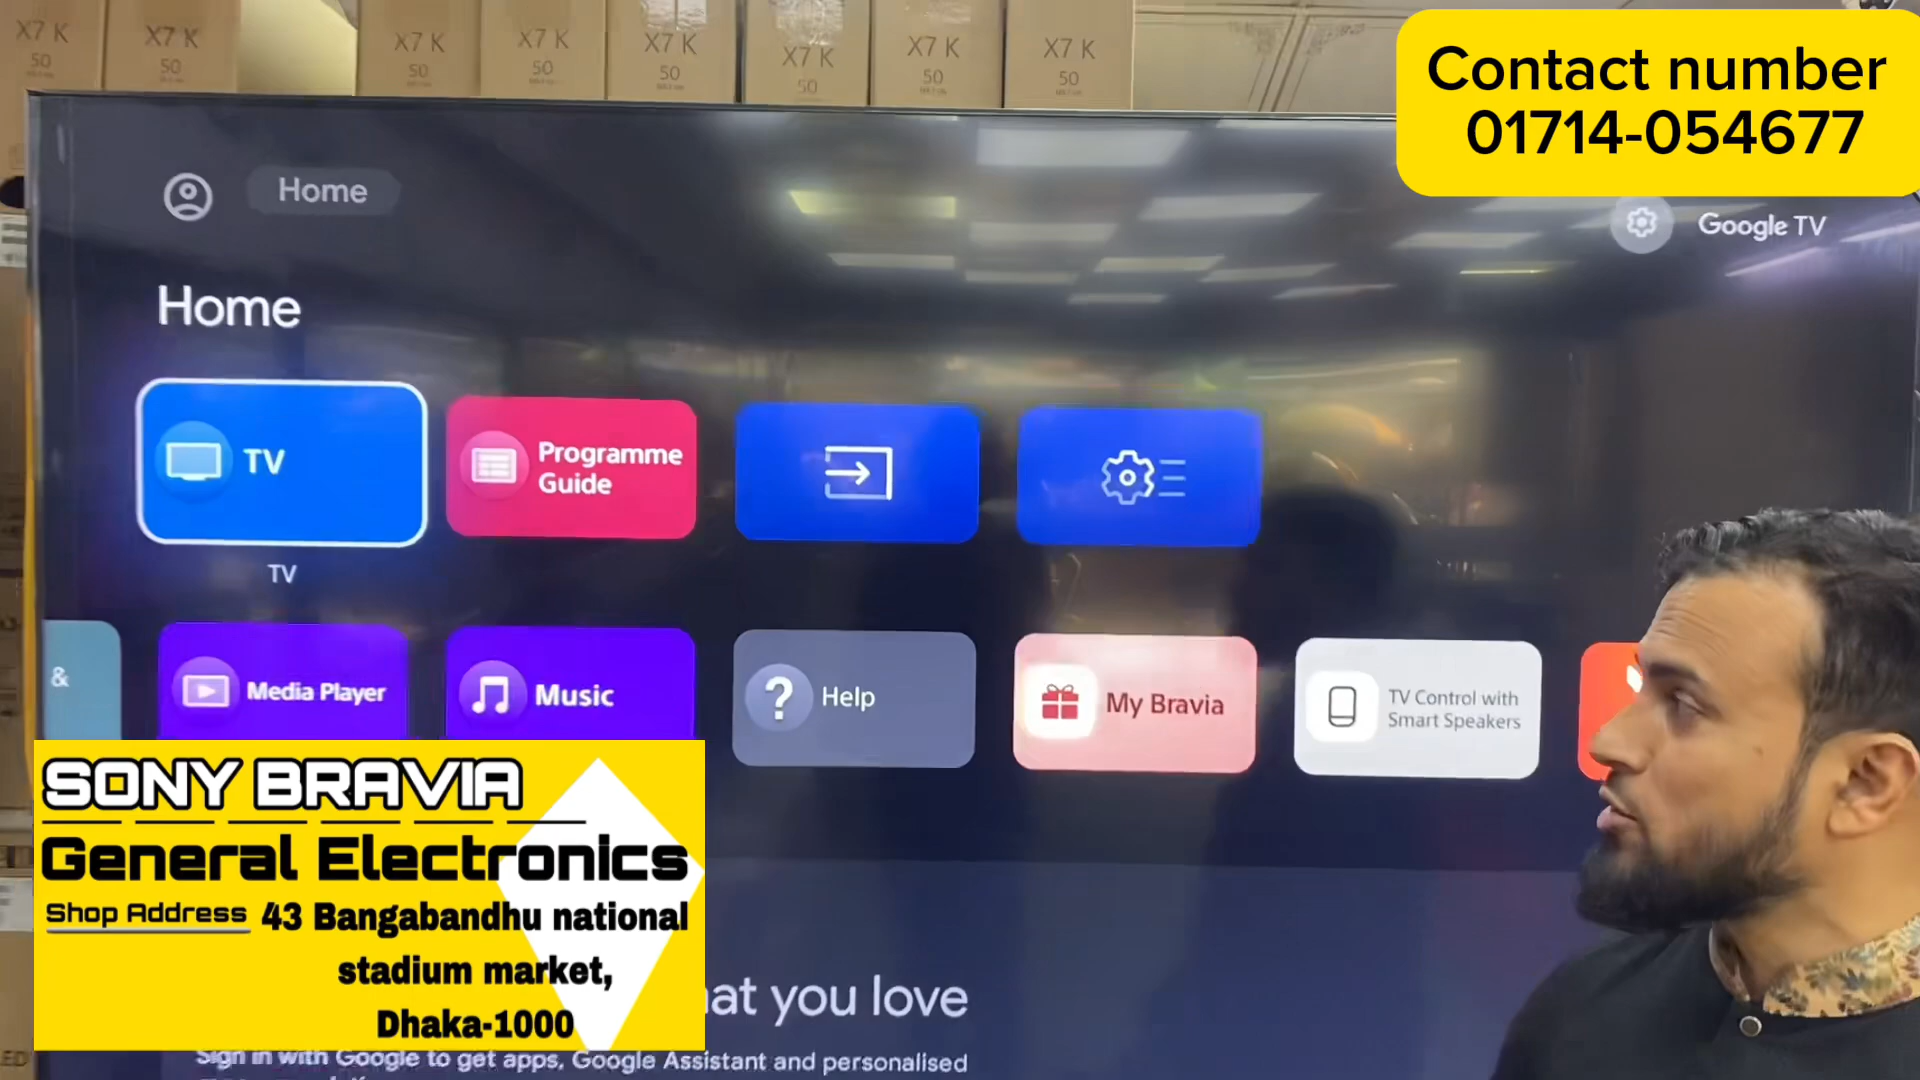 X7 K
50
X7 K
50
X7 K
50
X7 K
50
X7 K
50
X7 K
50
X7 K
50
X7 K
50
Contact number
01714-054677
Home
Google TV
Home
TV
Programme
Guide
TV
&
Media Player
Music
Help
My Bravia
TV Control with
Smart Speakers
SONY BRAVIA
General Electronics
Shop Address 43 Bangabandhu national
stadium market,
Dhaka-1000
at you love
Sign in with Google to get apps, Google Assistant and personalised